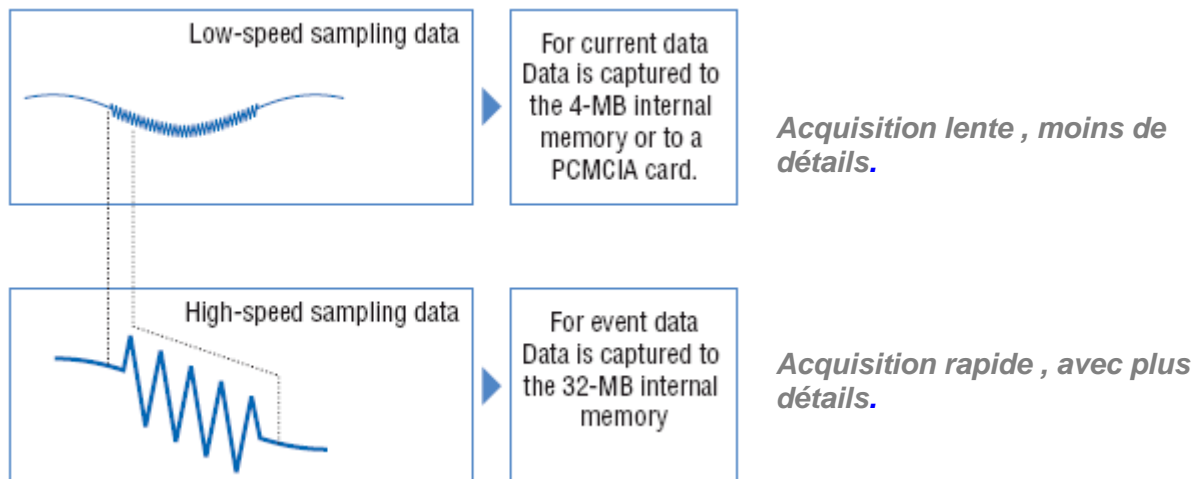 Low-speed sampling data
For current data
Data is captured to
the 4-MB internal
memory or to a
PCMCIA card.
Acquisition lente , moins de
détails.
High-speed sampling data
For event data
Data is captured to
the 32-MB internal
memory
Acquisition rapide , avec plus
détails.